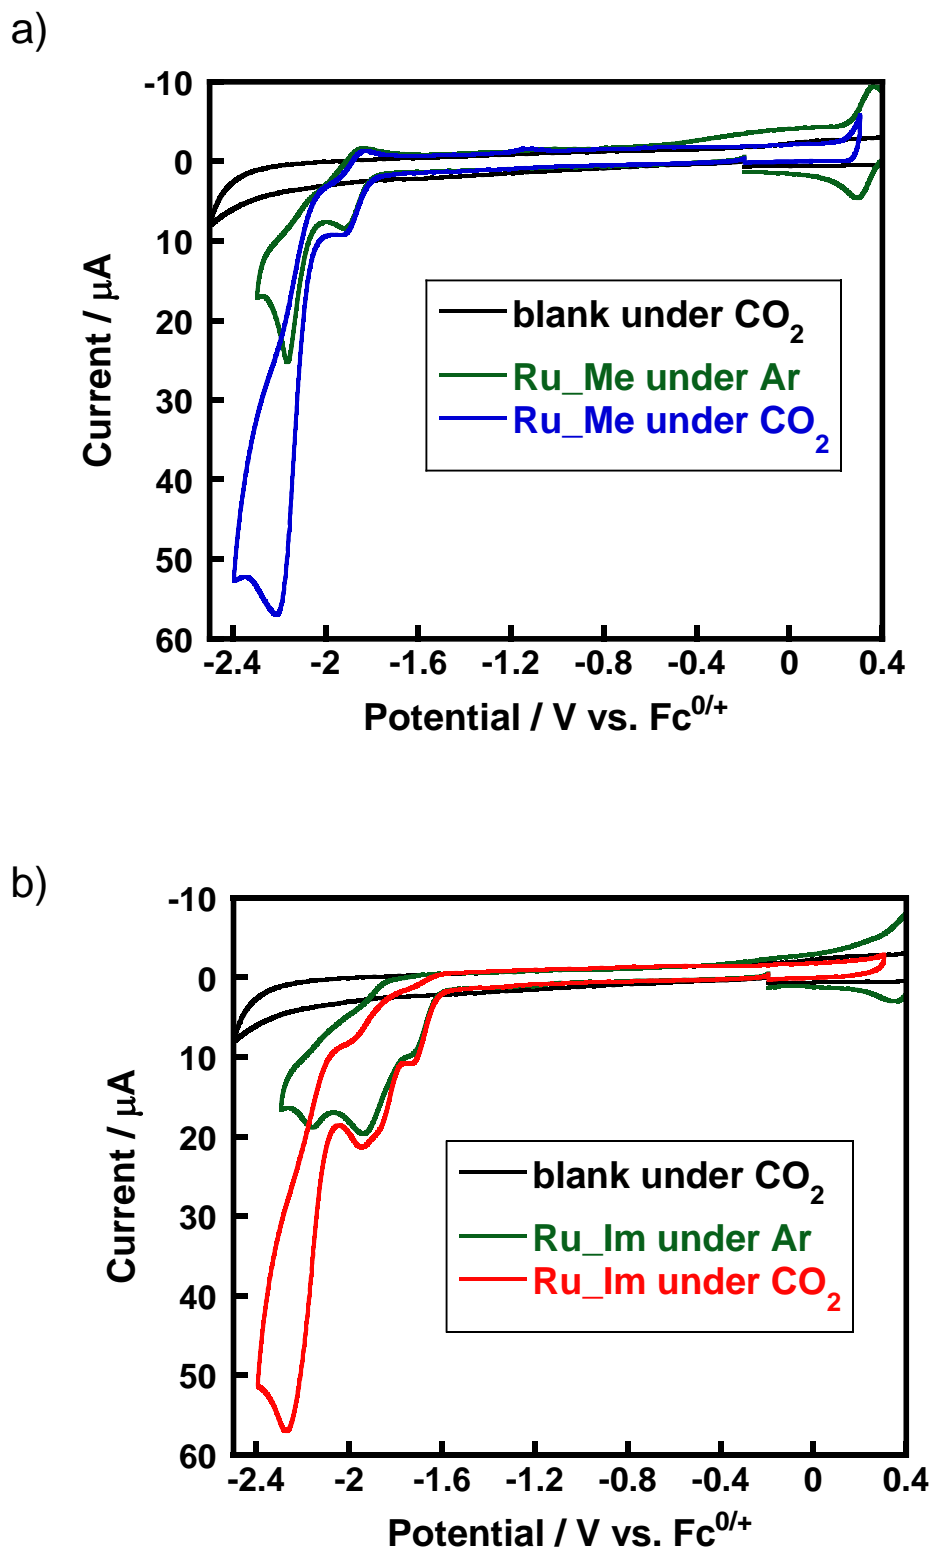 a)
-10
0
10
20
30
40
50
60
Current / μA
blank under CO₂
Ru_Me under Ar
Ru_Me under CO₂
-2.4 -2 -1.6 -1.2 -0.8 -0.4 0 0.4
Potential / V vs. Fc⁰ᐟ⁺
b)
-10
0
10
20
30
40
50
60
Current / μA
blank under CO₂
Ru_Im under Ar
Ru_Im under CO₂
-2.4 -2 -1.6 -1.2 -0.8 -0.4 0 0.4
Potential / V vs. Fc⁰ᐟ⁺